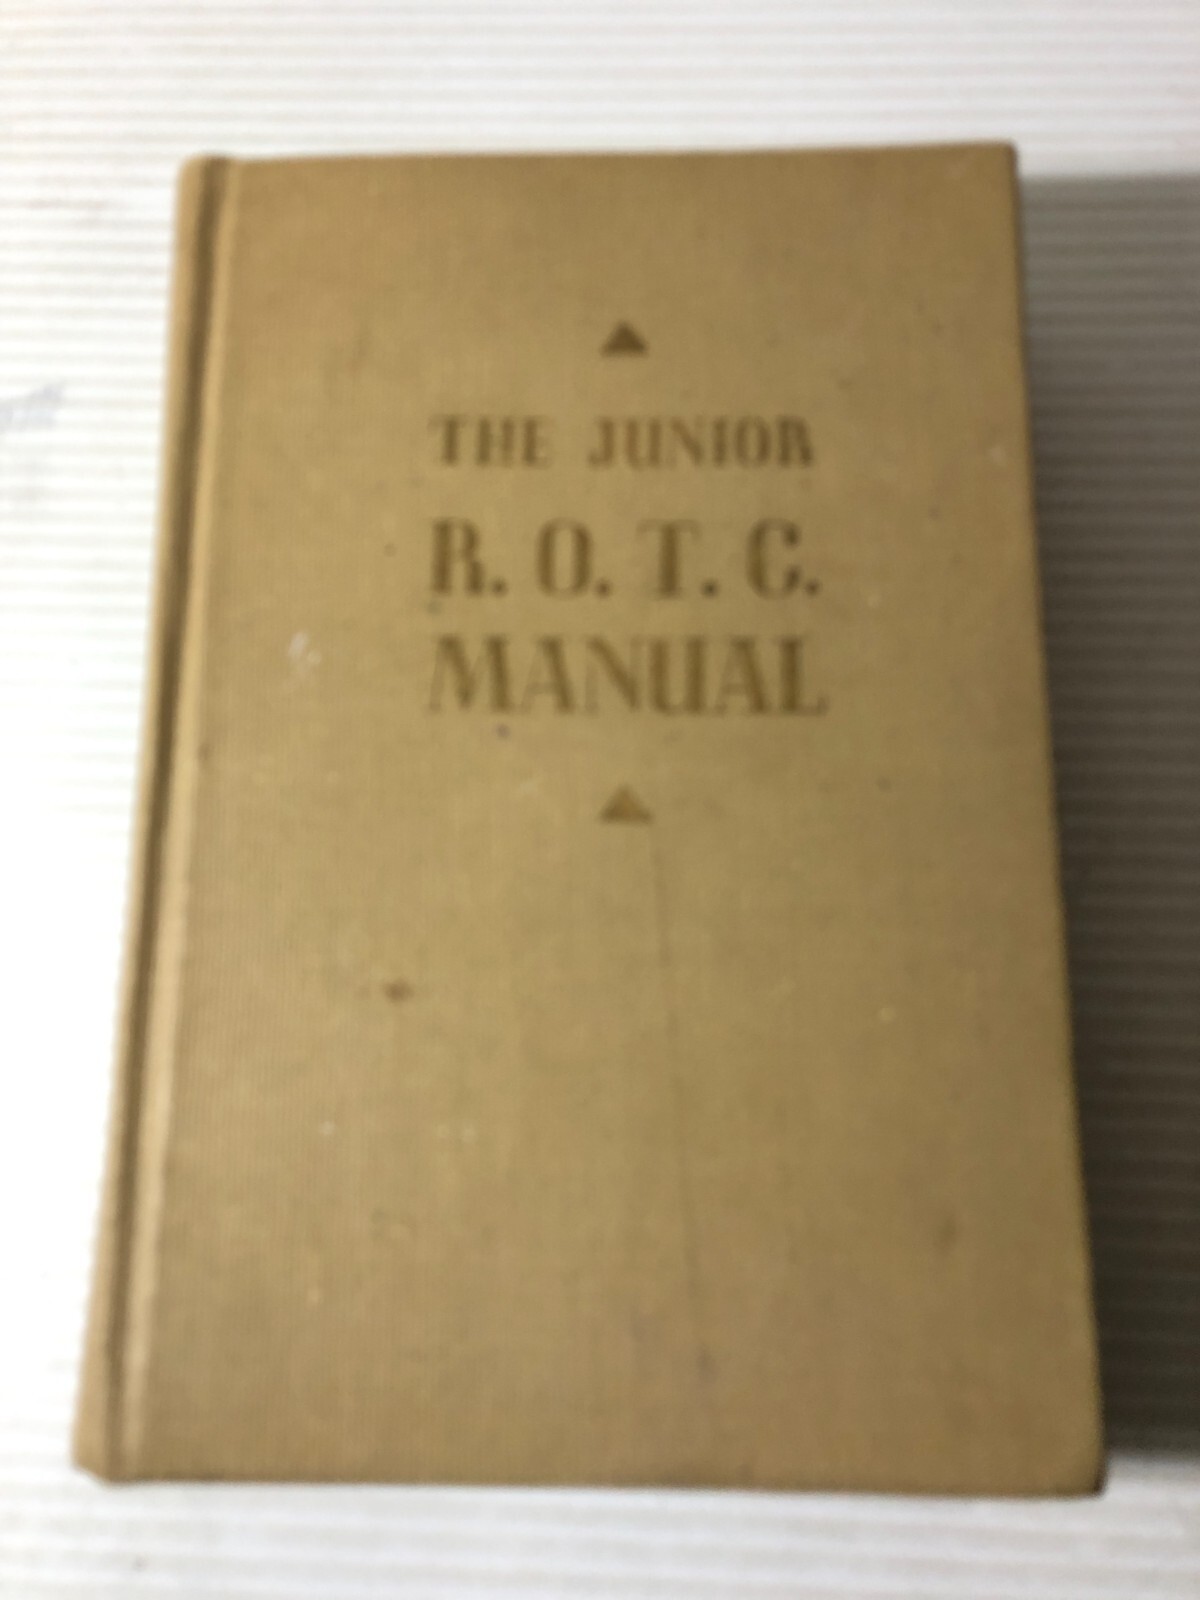 THE JUNIOR
R. O. T. C.
MANUAL